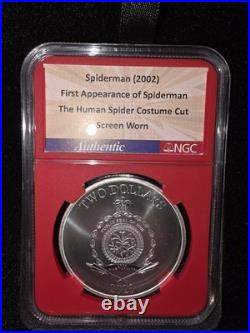 Spiderman (2002)
First Appearance of Spiderman
The Human Spider Costume Cut
Screen Worn
Authentic
NGC
TWO DOLLARS